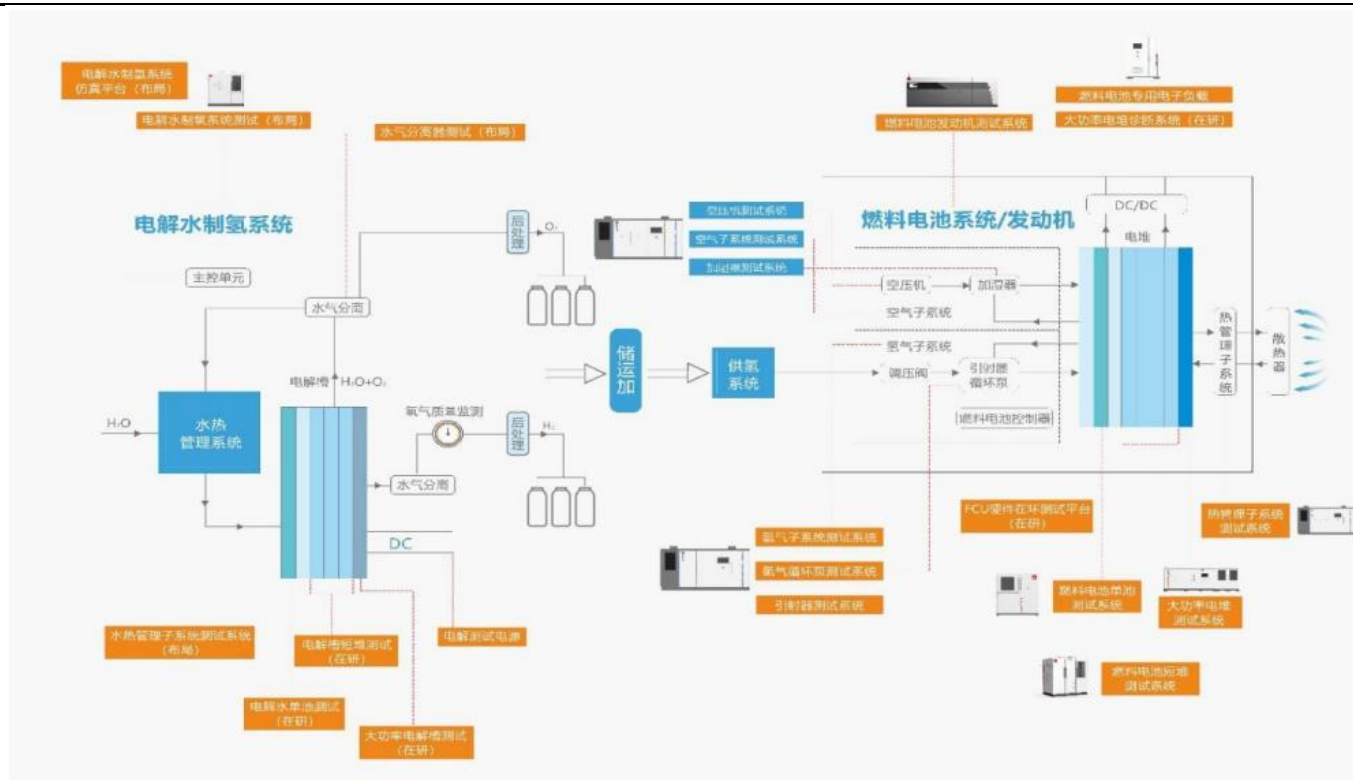 电解水制氢系统
仿真平台（布局）
电解水制氢系统测试（布局）
水气分离器测试（布局）
燃料电池发动机测试系统
燃料电池专用电子负载
大功率电堆诊断系统（在研）
电解水制氢系统
主控单元
水气分离
电解槽
H₂O+O₂
H₂O
水热
管理系统
氢气质量监测
水气分离
DC
后处理
O₂
后处理
H₂
储运加
供氢
系统
空压机测试系统
空气子系统测试系统
加湿器测试系统
燃料电池系统/发动机
DC/DC
电堆
空压机
加湿器
空气子系统
氢气子系统
调压阀
引射器
循环泵
燃料电池控制器
热管理子系统
散热器
水热管理子系统测试系统
（布局）
电解槽短堆测试
（在研）
电解测试电源
电解水单池测试
（在研）
大功率电解槽测试
（在研）
氢气子系统测试系统
氢气循环泵测试系统
引射器测试系统
FCU硬件在环测试平台
（在研）
热管理子系统
测试系统
燃料电池单池
测试系统
大功率电堆
测试系统
燃料电池短堆
测试系统